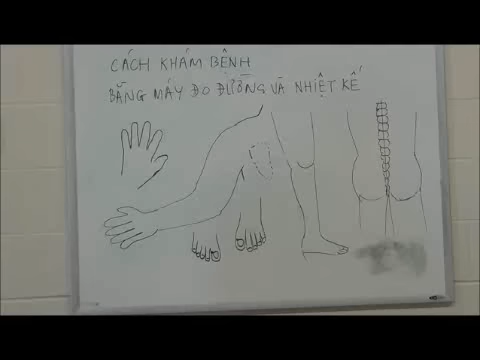 CÁCH KHÁM BỆNH
BẰNG MÁY ĐO ĐƯỜNG VÀ NHIỆT KẾ